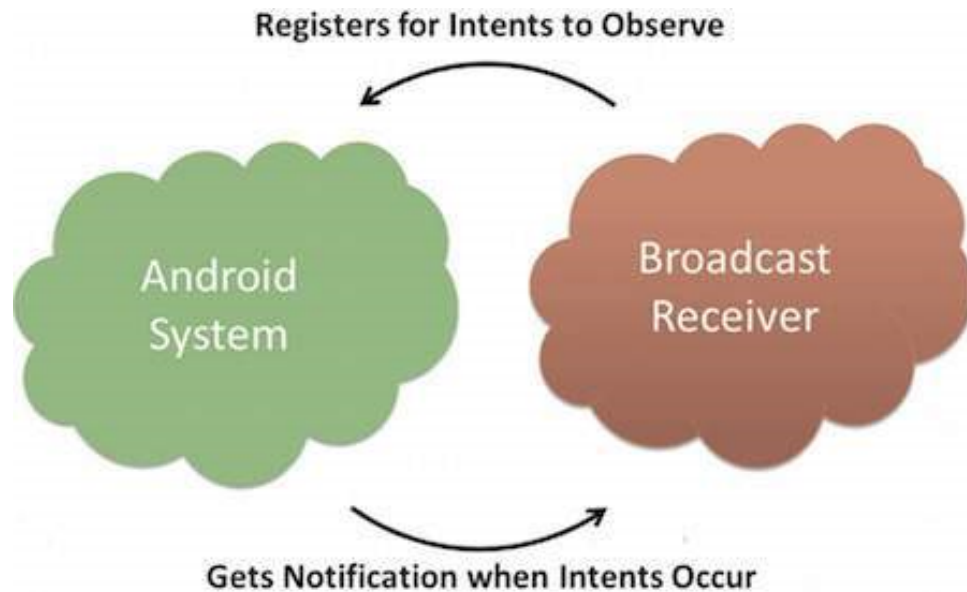 Registers for Intents to Observe
Android
System
Broadcast
Receiver
Gets Notification when Intents Occur